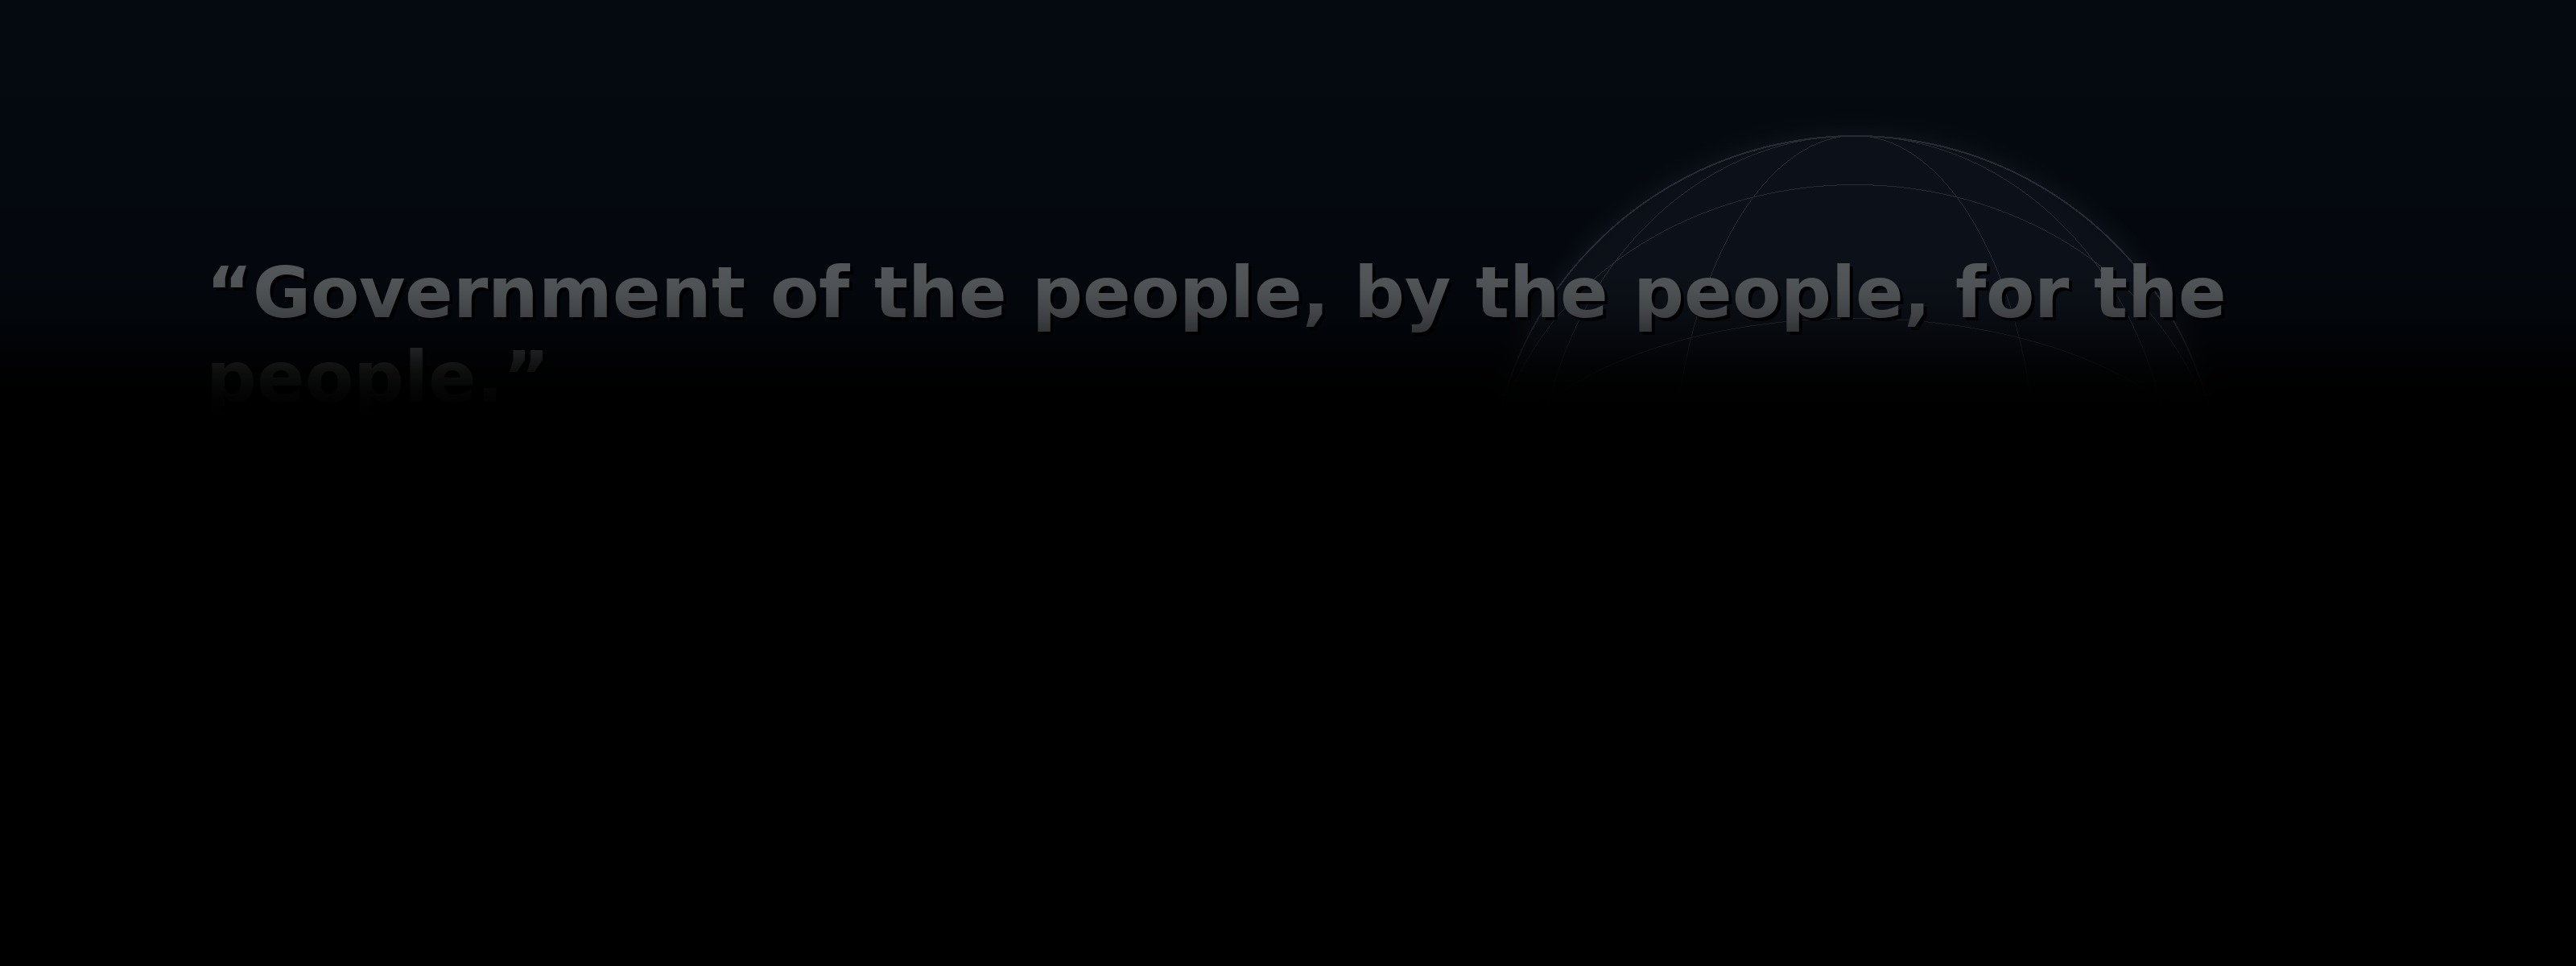 “Government of the people, by the people, for the
people.”